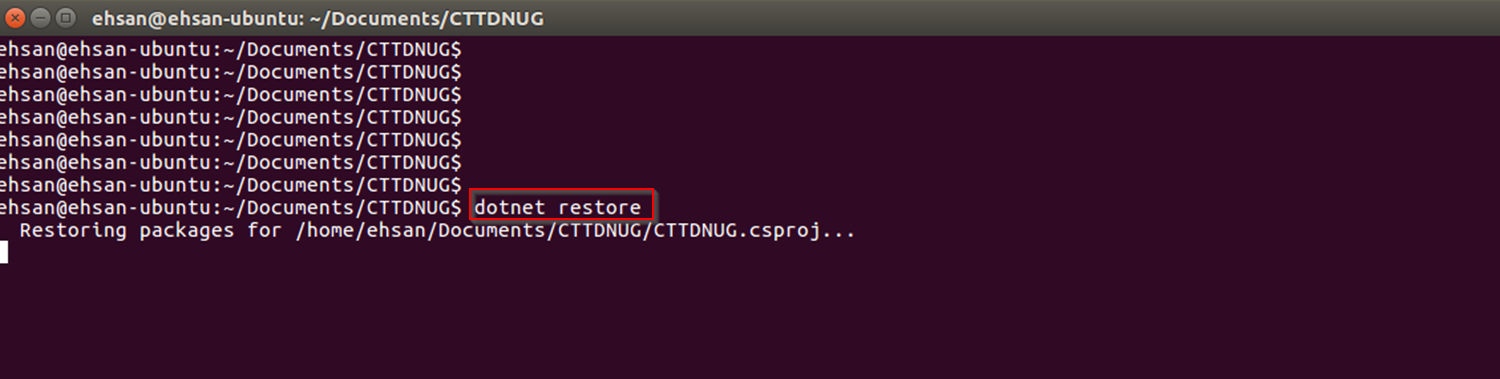 ehsan@ehsan-ubuntu: ~/Documents/CTTDNUG
ehsan@ehsan-ubuntu:~/Documents/CTTDNUG$
ehsan@ehsan-ubuntu:~/Documents/CTTDNUG$
ehsan@ehsan-ubuntu:~/Documents/CTTDNUG$
ehsan@ehsan-ubuntu:~/Documents/CTTDNUG$
ehsan@ehsan-ubuntu:~/Documents/CTTDNUG$
ehsan@ehsan-ubuntu:~/Documents/CTTDNUG$
ehsan@ehsan-ubuntu:~/Documents/CTTDNUG$
ehsan@ehsan-ubuntu:~/Documents/CTTDNUG$ dotnet restore
  Restoring packages for /home/ehsan/Documents/CTTDNUG/CTTDNUG.csproj...